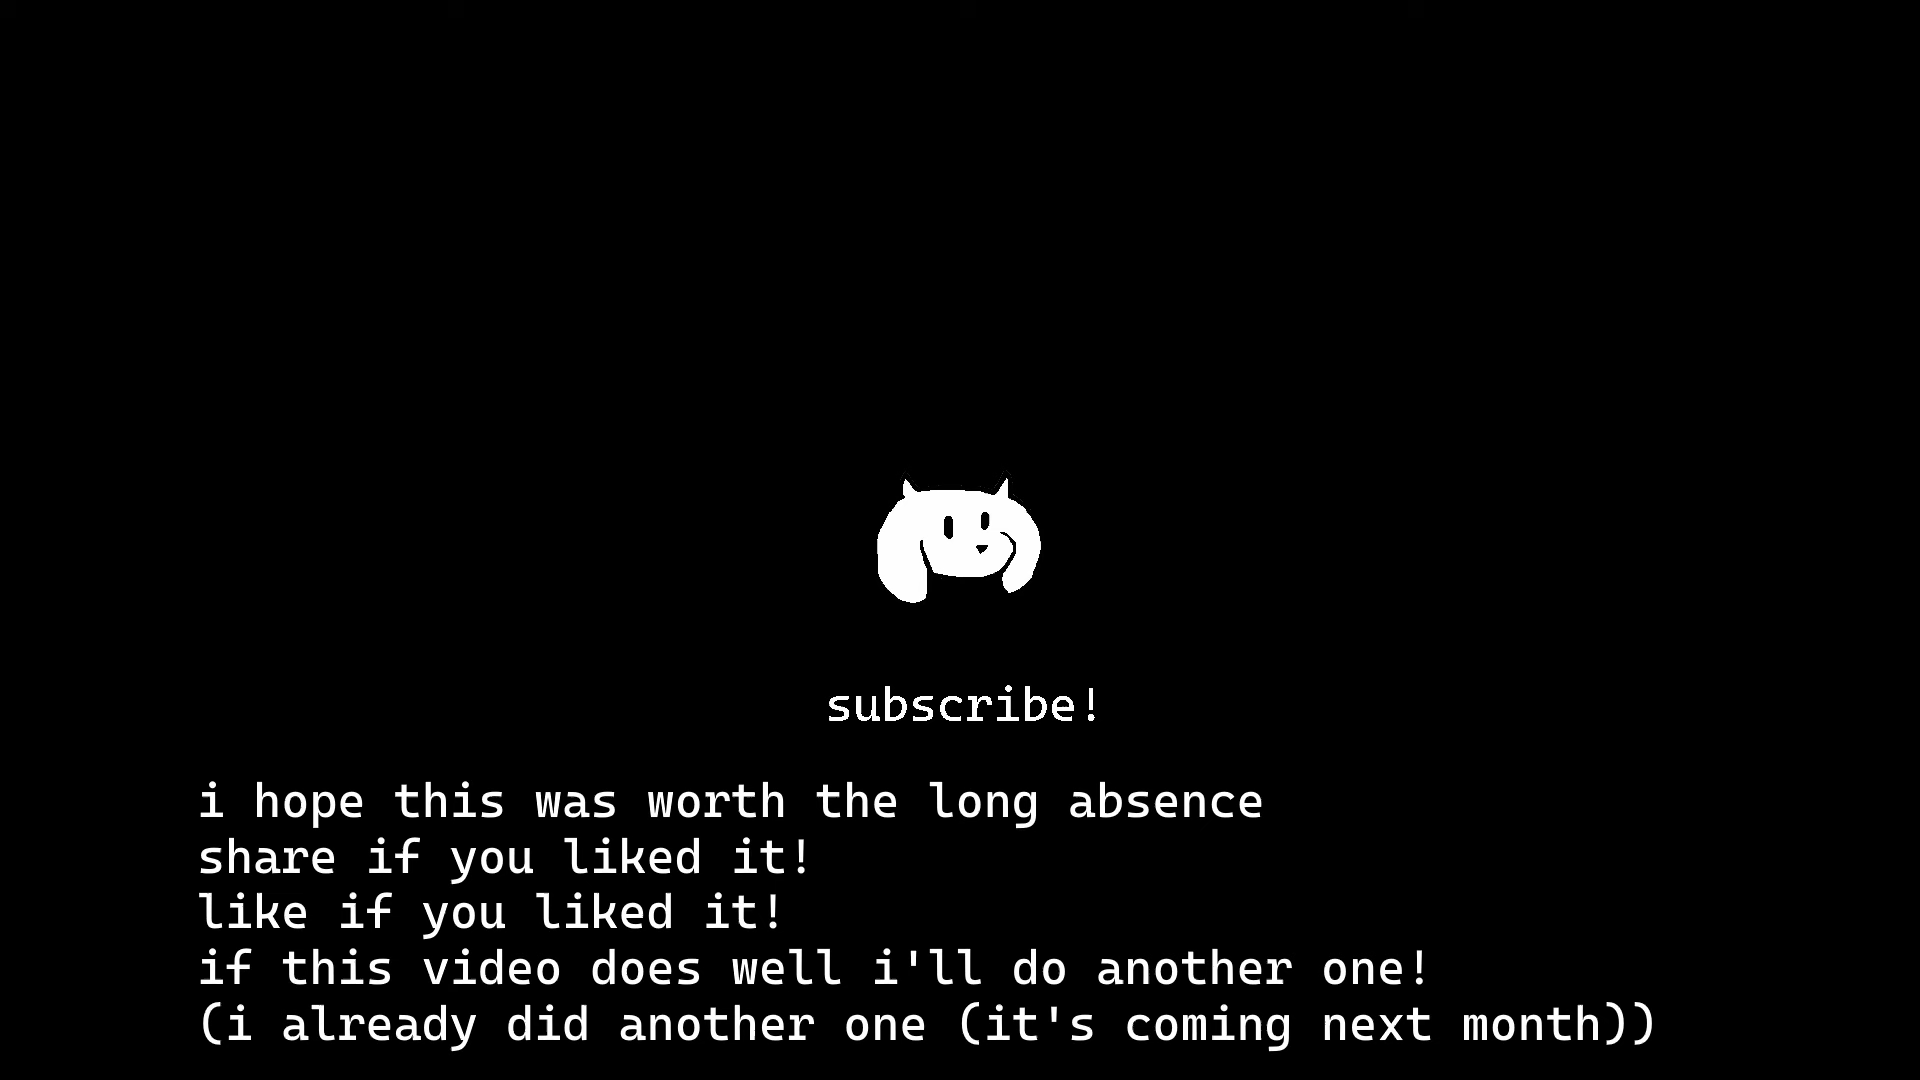 subscribe!
i hope this was worth the long absence
share if you liked it!
like if you liked it!
if this video does well i'll do another one!
(i already did another one (it's coming next month))